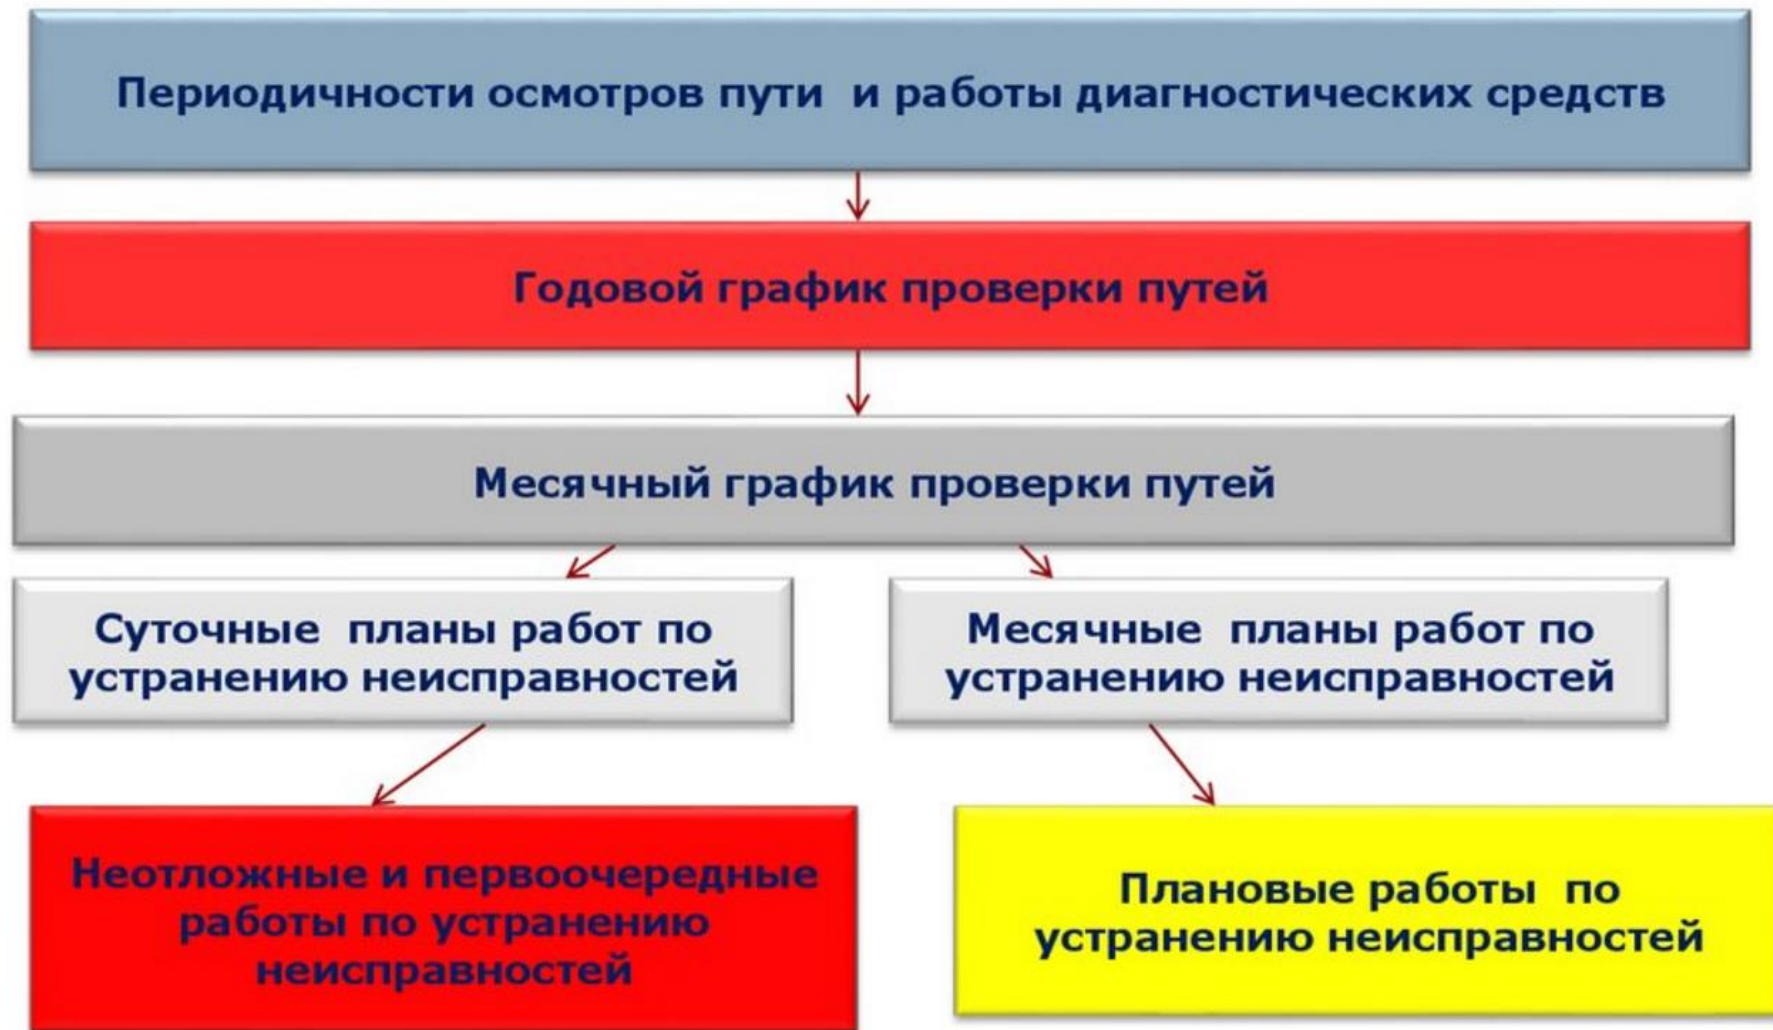 Периодичности осмотров пути и работы диагностических средств
Годовой график проверки путей
Месячный график проверки путей
Суточные планы работ по
устранению неисправностей
Месячные планы работ по
устранению неисправностей
Неотложные и первоочередные
работы по устранению
неисправностей
Плановые работы по
устранению неисправностей